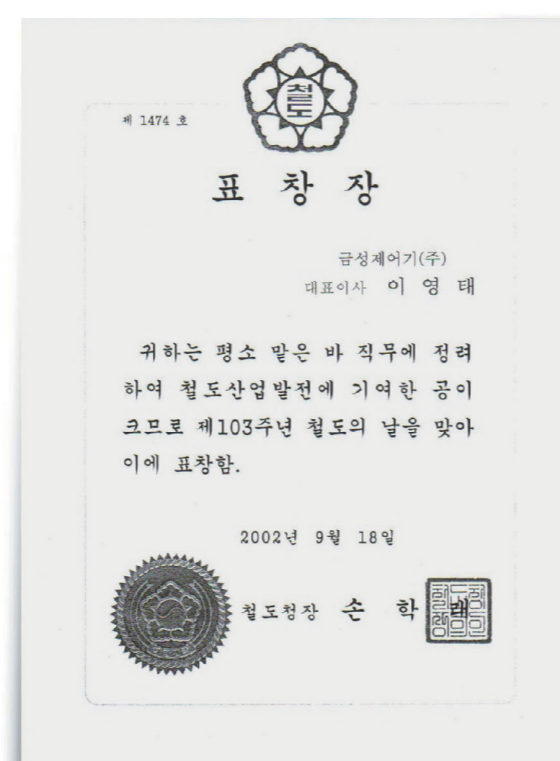 철도
제 1474 호
표 창 장
금성제어기(주)
대표이사 이 영 태
귀하는 평소 맡은 바 직무에 정려
하여 철도산업발전에 기여한 공이
크므로 제103주년 철도의 날을 맞아
이에 표창함.
2002년 9월 18일
철도청장 손 학 래